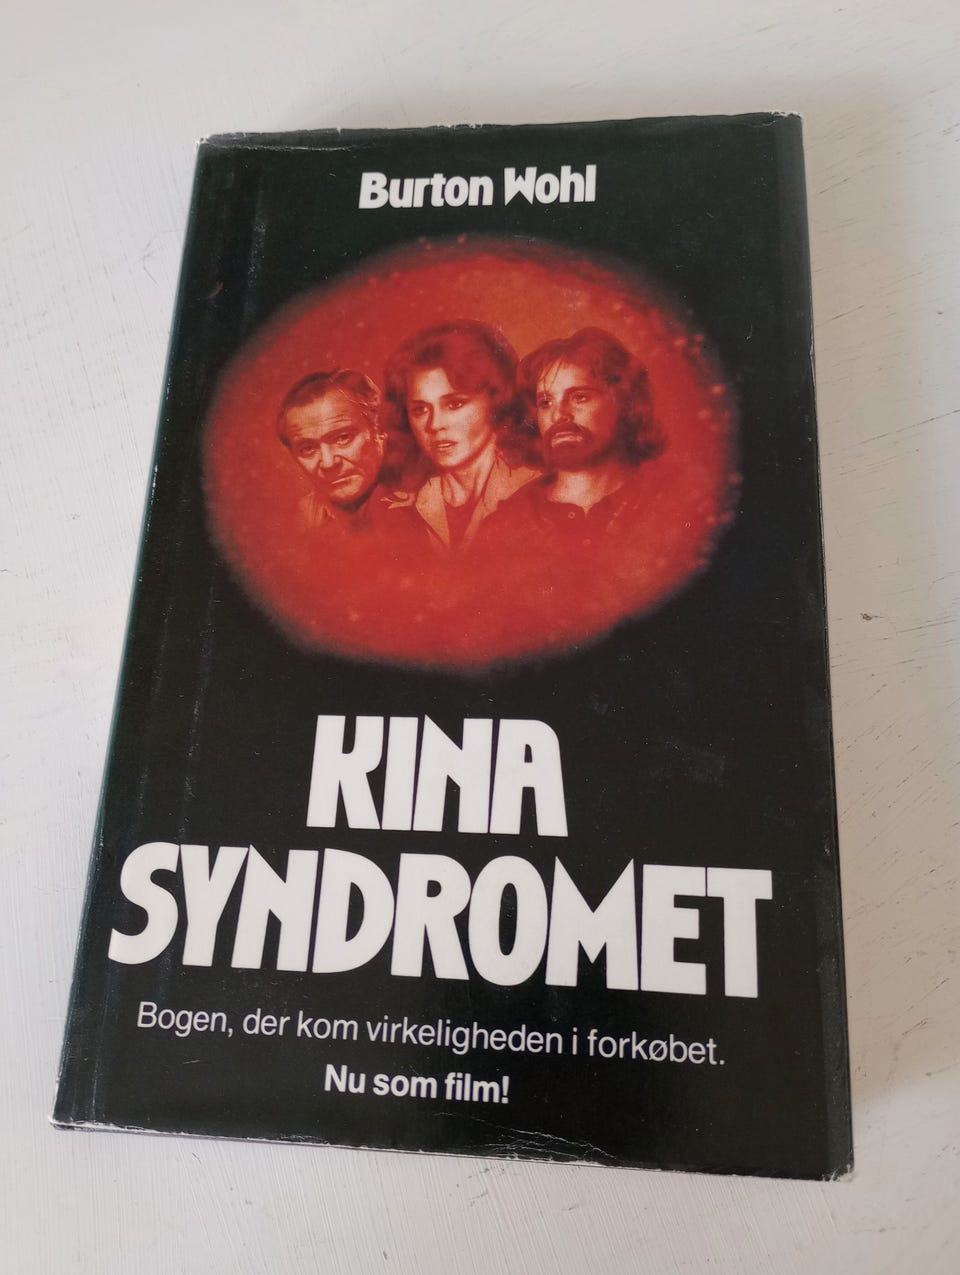 Burton Wohl
KINA
SYNDROMET
Bogen, der kom virkeligheden i forkøbet.
Nu som film!